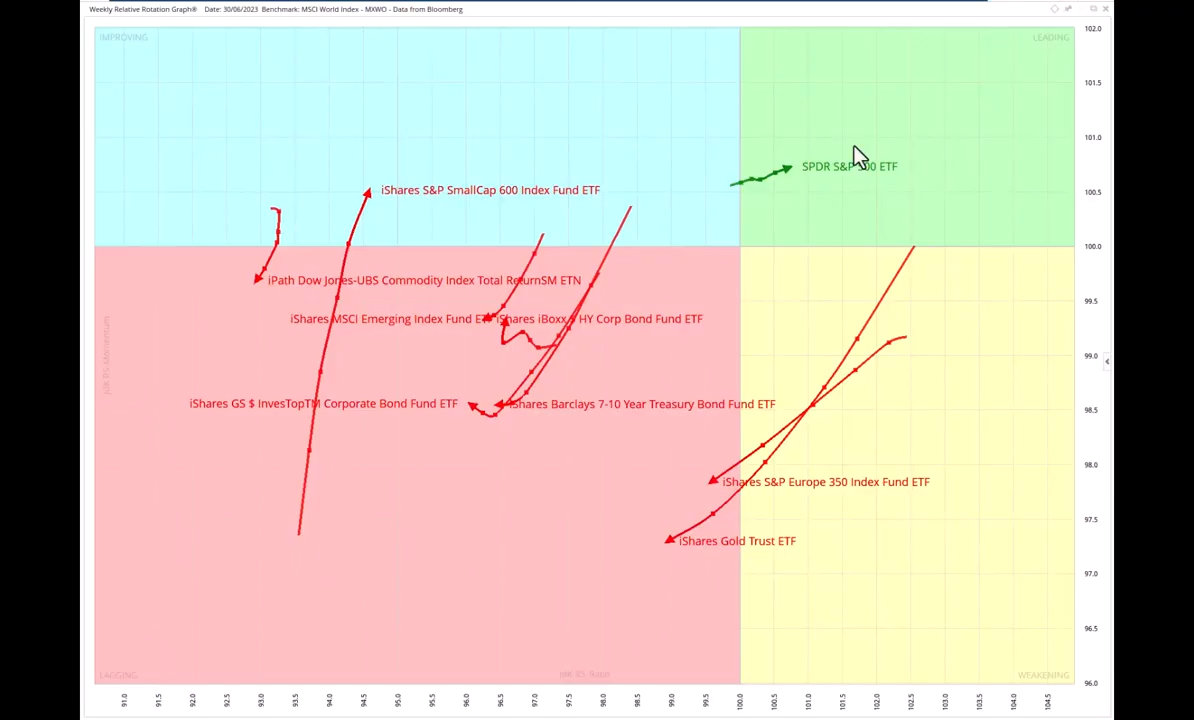 Weekly Relative Rotation Graph® Date: 30/06/2023 Benchmark: MSCI World Index - MXWO - Data from Bloomberg
IMPROVING
LEADING
102.0
101.5
101.0
SPDR S&P 500 ETF
iShares S&P SmallCap 600 Index Fund ETF
100.5
100.0
iPath Dow Jones-UBS Commodity Index Total ReturnSM ETN
99.5
iShares MSCI Emerging Index Fund ETF
iShares iBoxx $ HY Corp Bond Fund ETF
99.0
JdK RS-Momentum
iShares GS $ InvesTopTM Corporate Bond Fund ETF
iShares Barclays 7-10 Year Treasury Bond Fund ETF
98.5
98.0
iShares S&P Europe 350 Index Fund ETF
97.5
iShares Gold Trust ETF
97.0
96.5
LAGGING
JdK RS-Ratio
WEAKENING
96.0
91.0 91.5 92.0 92.5 93.0 93.5 94.0 94.5 95.0 95.5 96.0 96.5 97.0 97.5 98.0 98.5 99.0 99.5 100.0 100.5 101.0 101.5 102.0 102.5 103.0 103.5 104.0 104.5